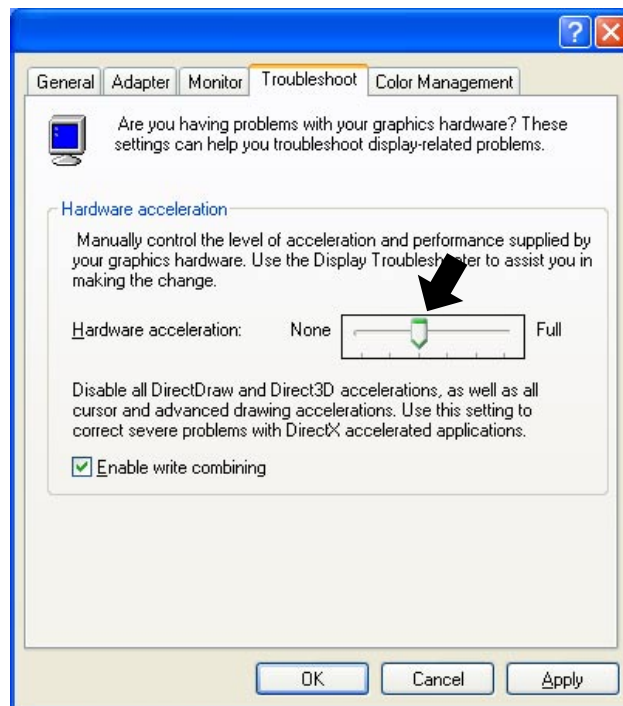 General
Adapter
Monitor
Troubleshoot
Color Management
Are you having problems with your graphics hardware? These
settings can help you troubleshoot display-related problems.
Hardware acceleration
Manually control the level of acceleration and performance supplied by
your graphics hardware. Use the Display Troubleshooter to assist you in
making the change.
Hardware acceleration: None Full
Disable all DirectDraw and Direct3D accelerations, as well as all
cursor and advanced drawing accelerations. Use this setting to
correct severe problems with DirectX accelerated applications.
Enable write combining
OK Cancel Apply